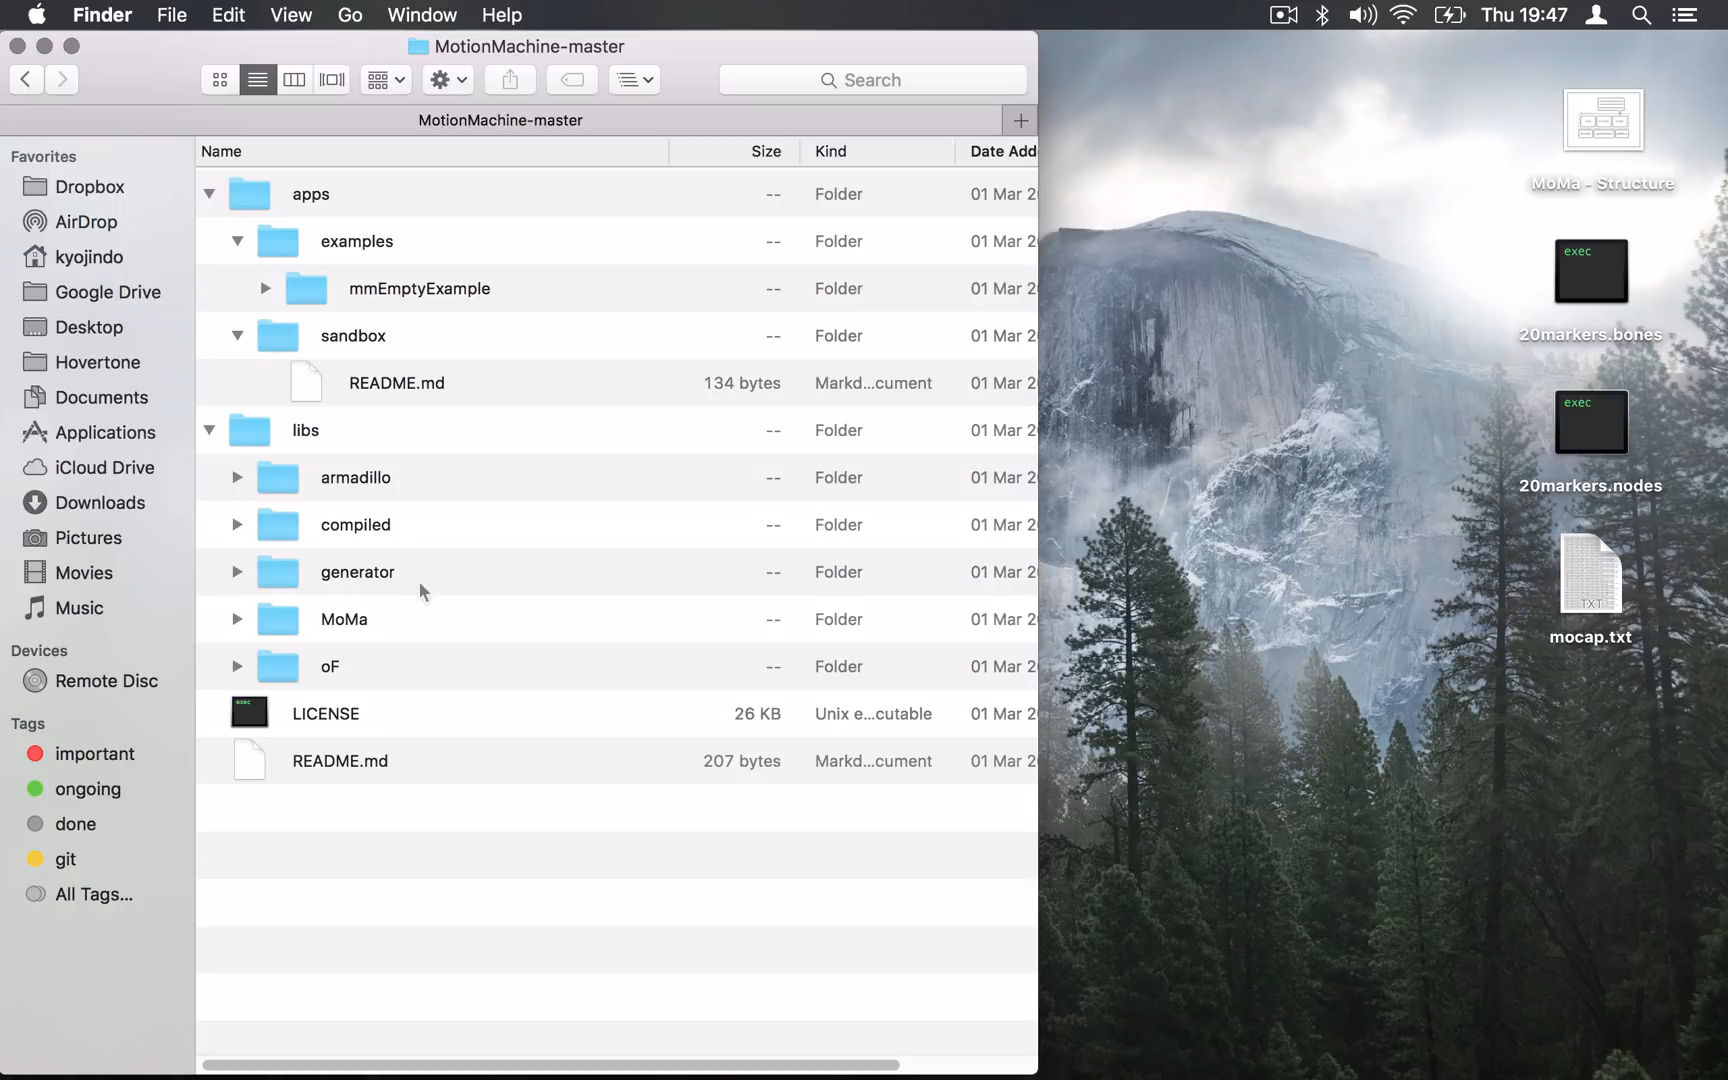 Finder File Edit View Go Window Help Thu 19:47
MotionMachine-master
Search
MotionMachine-master
Favorites
Dropbox
AirDrop
kyojindo
Google Drive
Desktop
Hovertone
Documents
Applications
iCloud Drive
Downloads
Pictures
Movies
Music
Devices
Remote Disc
Tags
important
ongoing
done
git
All Tags...
Name Size Kind Date Add
apps -- Folder 01 Mar 2
examples -- Folder 01 Mar 2
mmEmptyExample -- Folder 01 Mar 2
sandbox -- Folder 01 Mar 2
README.md 134 bytes Markd...cument 01 Mar 2
libs -- Folder 01 Mar 2
armadillo -- Folder 01 Mar 2
compiled -- Folder 01 Mar 2
generator -- Folder 01 Mar 2
MoMa -- Folder 01 Mar 2
oF -- Folder 01 Mar 2
exec
LICENSE 26 KB Unix e...cutable 01 Mar 2
README.md 207 bytes Markd...cument 01 Mar 2
MoMa - Structure
exec
20markers.bones
exec
20markers.nodes
TXT
mocap.txt